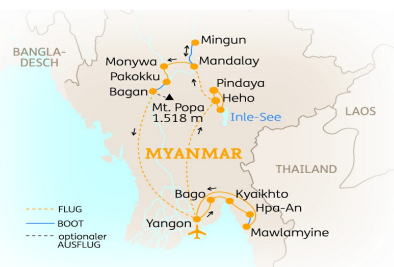 Mingun
BANGLA-
DESCH
Monywa
Mandalay
Pakokku
Pindaya
Bagan
Heho
Mt. Popa
1.518 m
Inle-See
LAOS
MYANMAR
THAILAND
Bago
Kyaikhto
Hpa-An
FLUG
BOOT
Yangon
Mawlamyine
optionaler
AUSFLUG